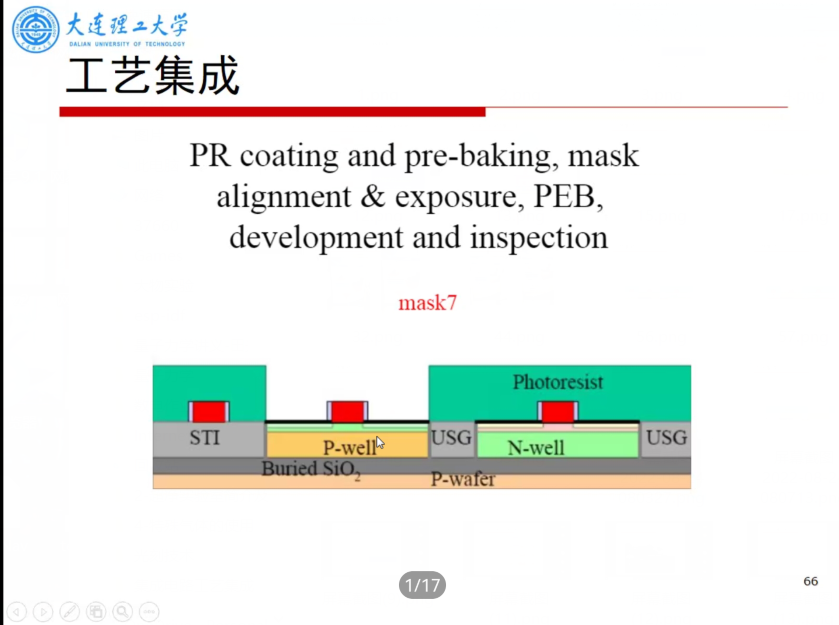 大连理工大学
DALIAN UNIVERSITY OF TECHNOLOGY
工艺集成
PR coating and pre-baking, mask
alignment & exposure, PEB,
development and inspection
mask7
Photoresist
STI
P-well
USG
N-well
USG
Buried SiO2
P-wafer
1/17
66